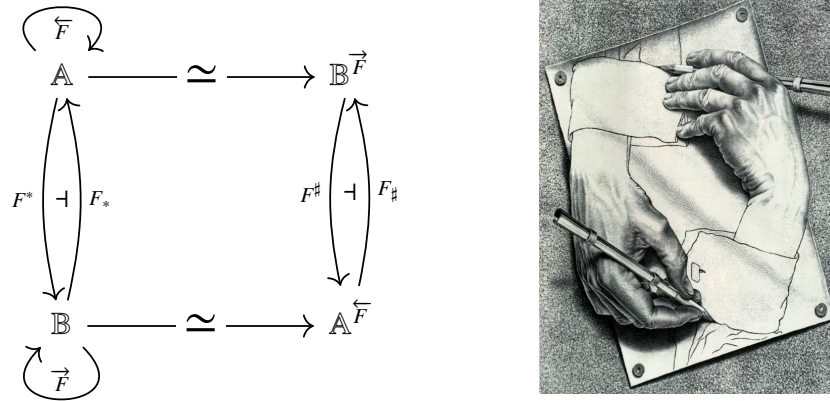 F⃖
𝔸 ≃ 𝔹^F⃗
F* ⊣ F_* F^♯ ⊣ F_♯
𝔹 ≃ 𝔸^F⃖
F⃗